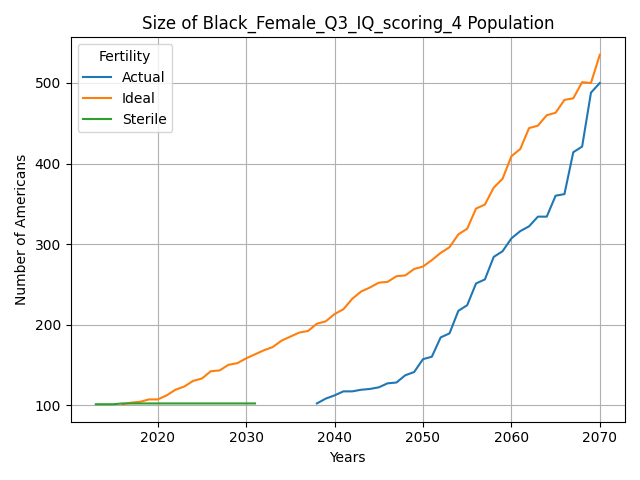 Size of Black_Female_Q3_IQ_scoring_4 Population
Fertility
Actual
Ideal
Sterile
Number of Americans
500
400
300
200
100
2020
2030
2040
2050
2060
2070
Years